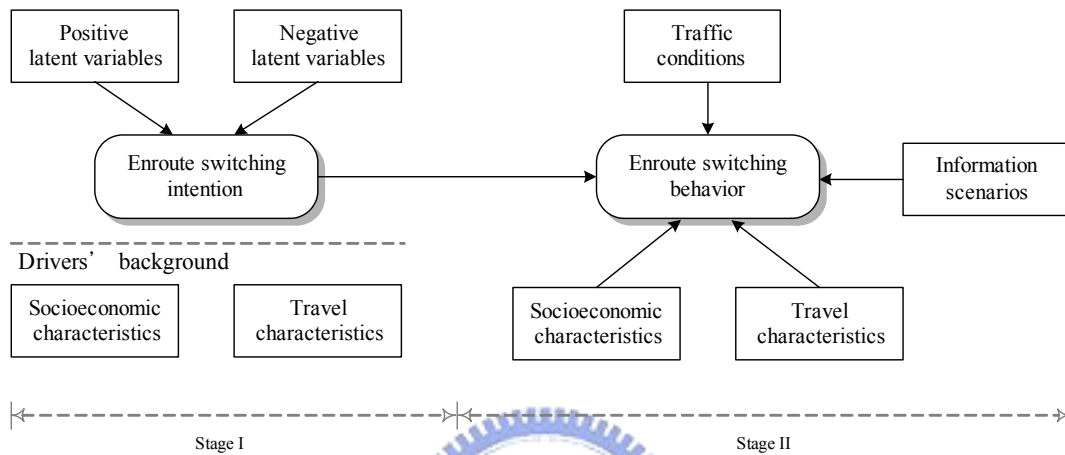 Positive
latent variables
Negative
latent variables
Traffic
conditions
Enroute switching
intention
Enroute switching
behavior
Information
scenarios
Drivers' background
Socioeconomic
characteristics
Travel
characteristics
Socioeconomic
characteristics
Travel
characteristics
Stage I
Stage II